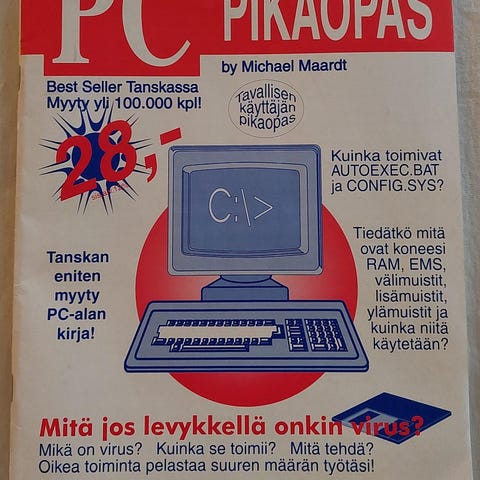 PC PIKAOPAS
by Michael Maardt
Best Seller Tanskassa
Myyty yli 100.000 kpl!
Tavallisen
käyttäjän
pikaopas
28,-
Kuinka toimivat
AUTOEXEC.BAT
ja CONFIG.SYS?
C:\>
Tiedätkö mitä
ovat koneesi
RAM, EMS,
välimuistit,
lisämuistit,
ylämuistit ja
kuinka niitä
käytetään?
Tanskan
eniten
myyty
PC-alan
kirja!
Mitä jos levykkellä onkin virus?
Mikä on virus? Kuinka se toimii? Mitä tehdä?
Oikea toiminta pelastaa suuren määrän työtäsi!